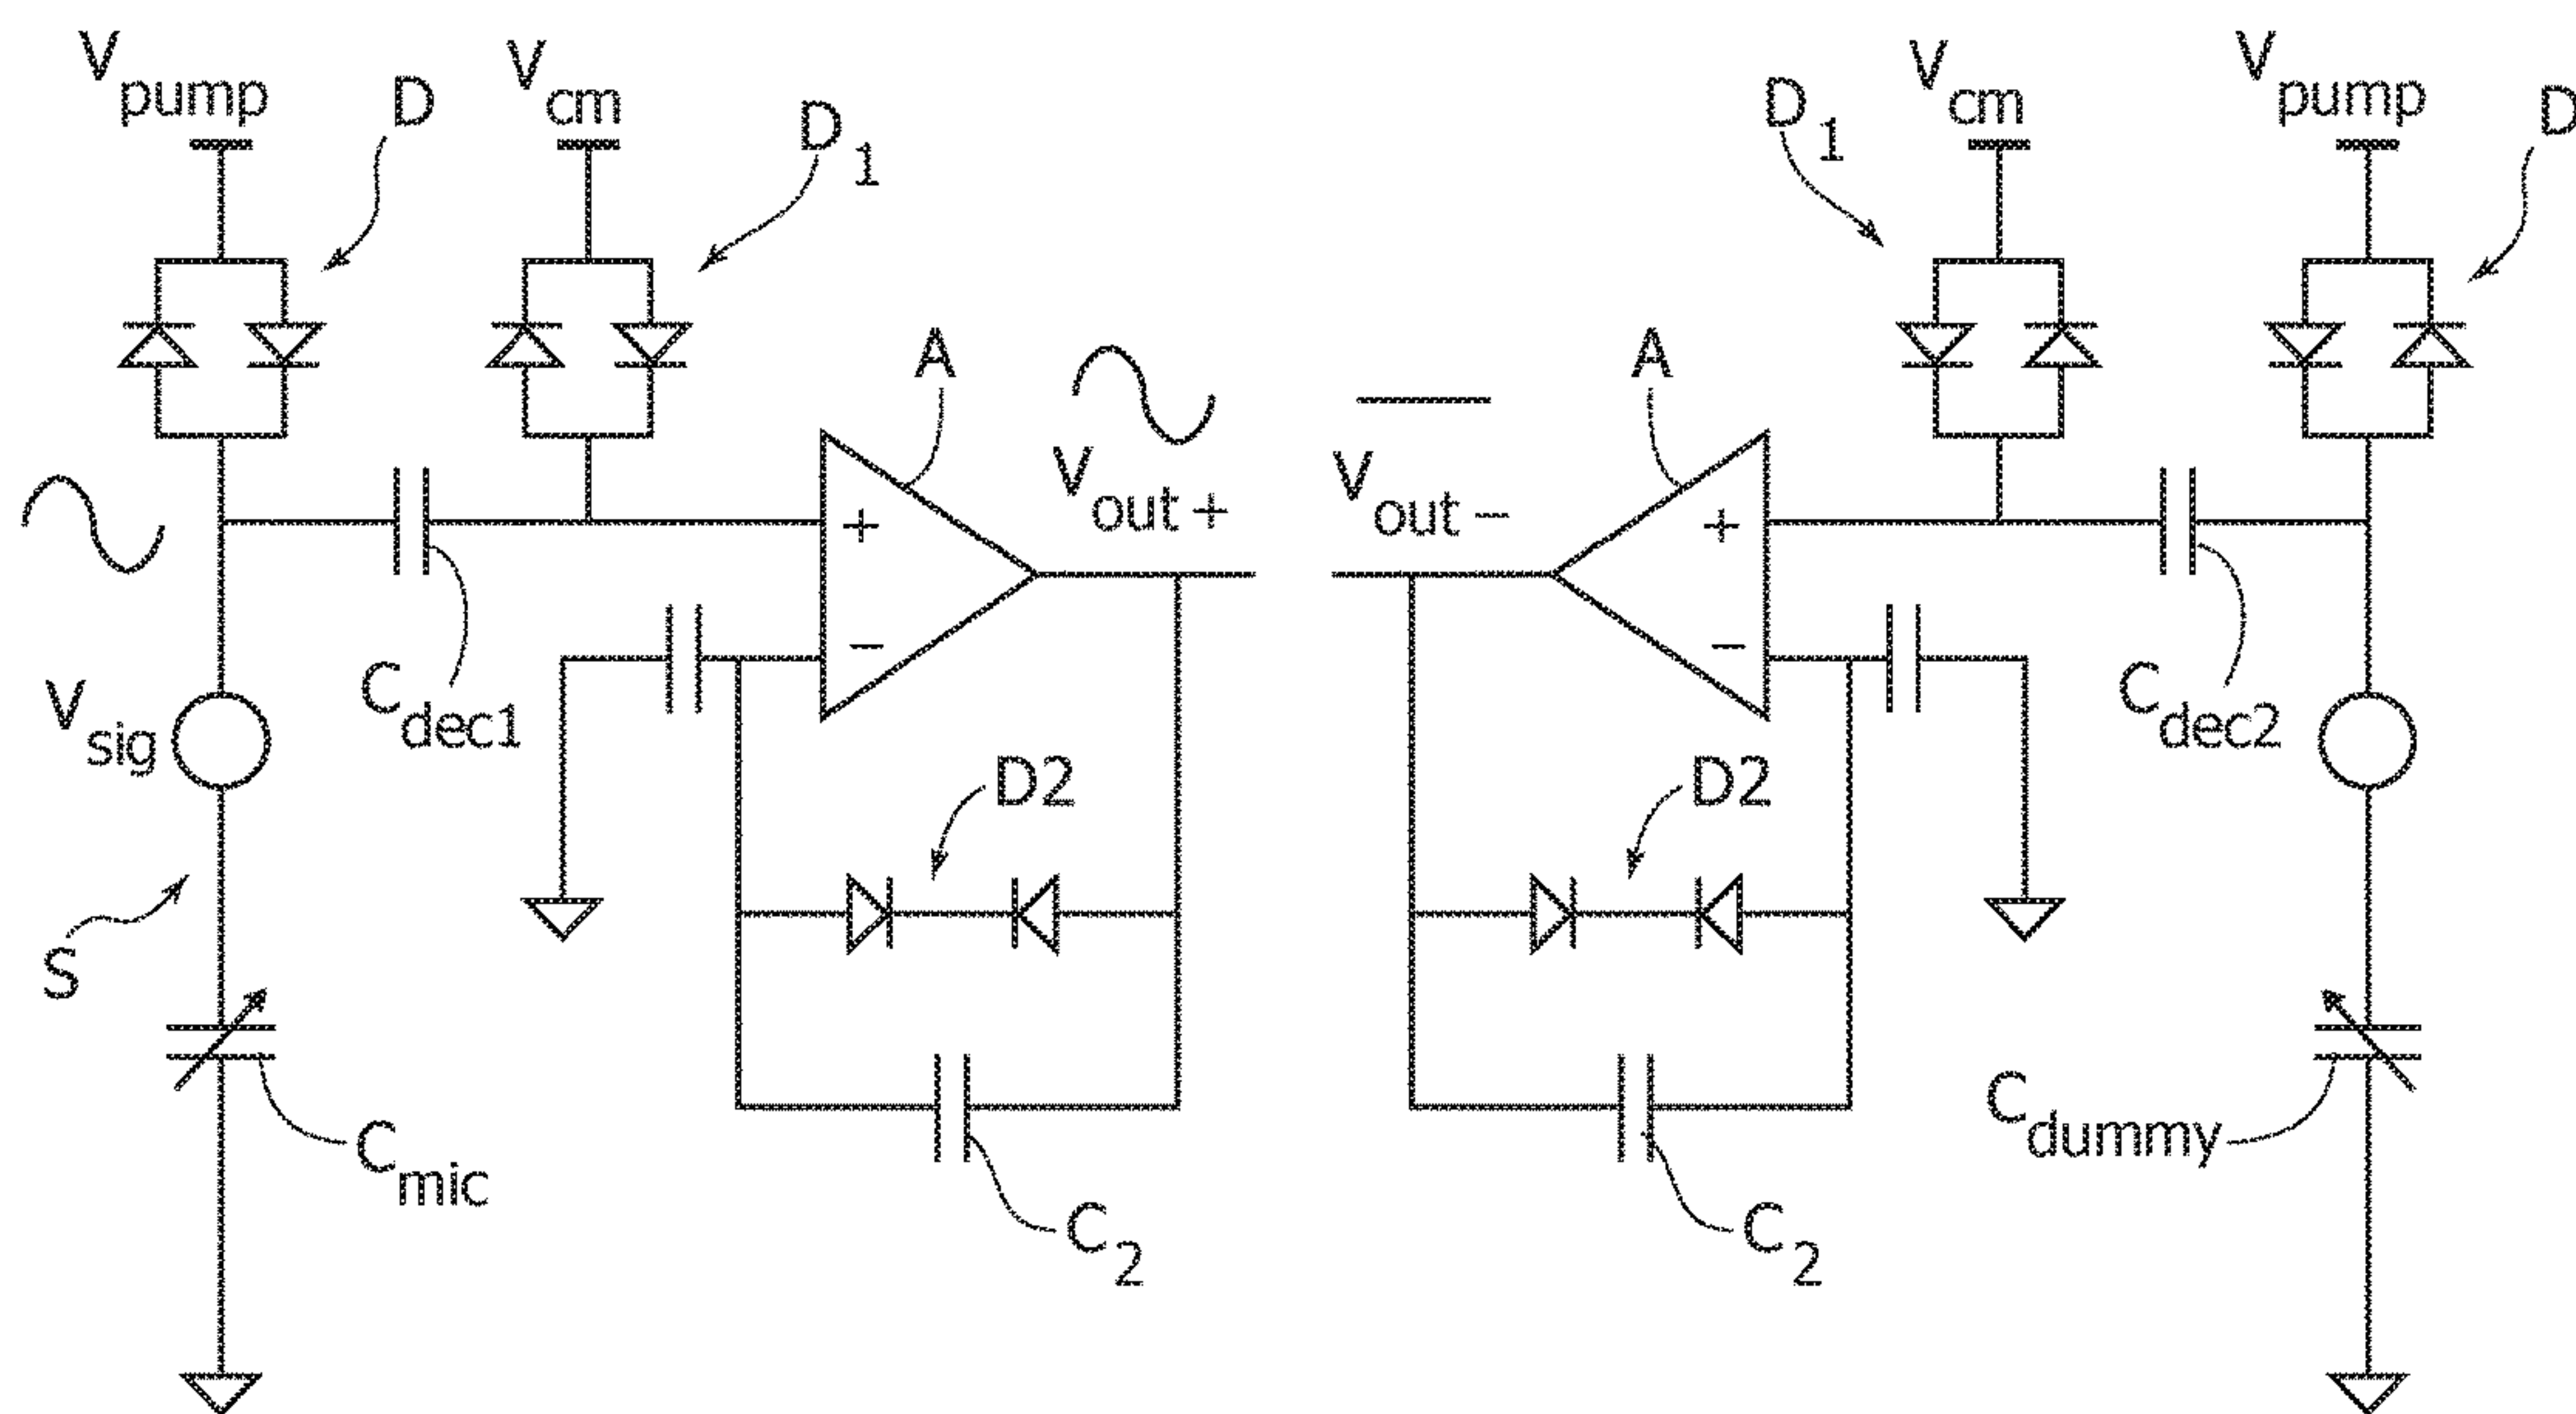 Vpump
D
Vcm
D1
D1
Vcm
Vpump
D
A
A
Vout+
Vout-
+
+
−
−
Vsig
Cdec1
Cdec2
D2
D2
S
Cmic
C2
C2
Cdummy